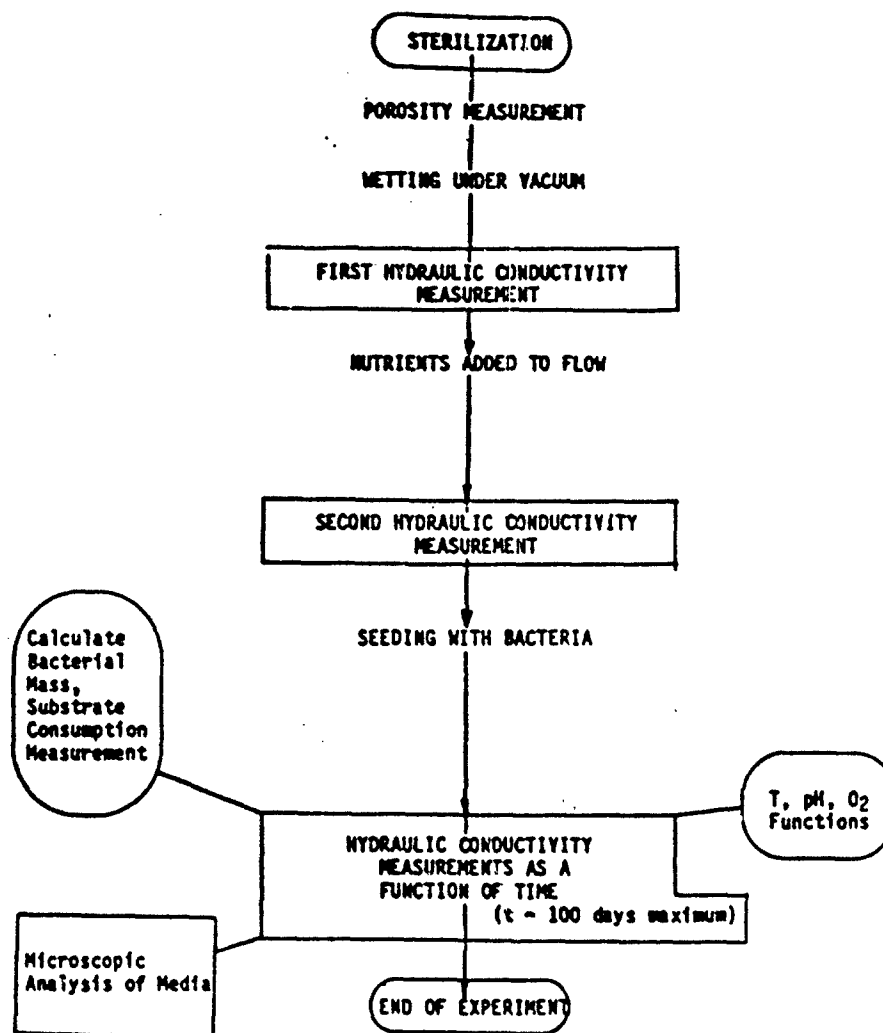 STERILIZATION
POROSITY MEASUREMENT
WETTING UNDER VACUUM
FIRST HYDRAULIC CONDUCTIVITY
MEASUREMENT
NUTRIENTS ADDED TO FLOW
SECOND HYDRAULIC CONDUCTIVITY
MEASUREMENT
SEEDING WITH BACTERIA
Calculate
Bacterial
Mass,
Substrate
Consumption
Measurement
T, pH, O2
Functions
HYDRAULIC CONDUCTIVITY
MEASUREMENTS AS A
FUNCTION OF TIME
(t ~ 100 days maximum)
Microscopic
Analysis of Media
END OF EXPERIMENT